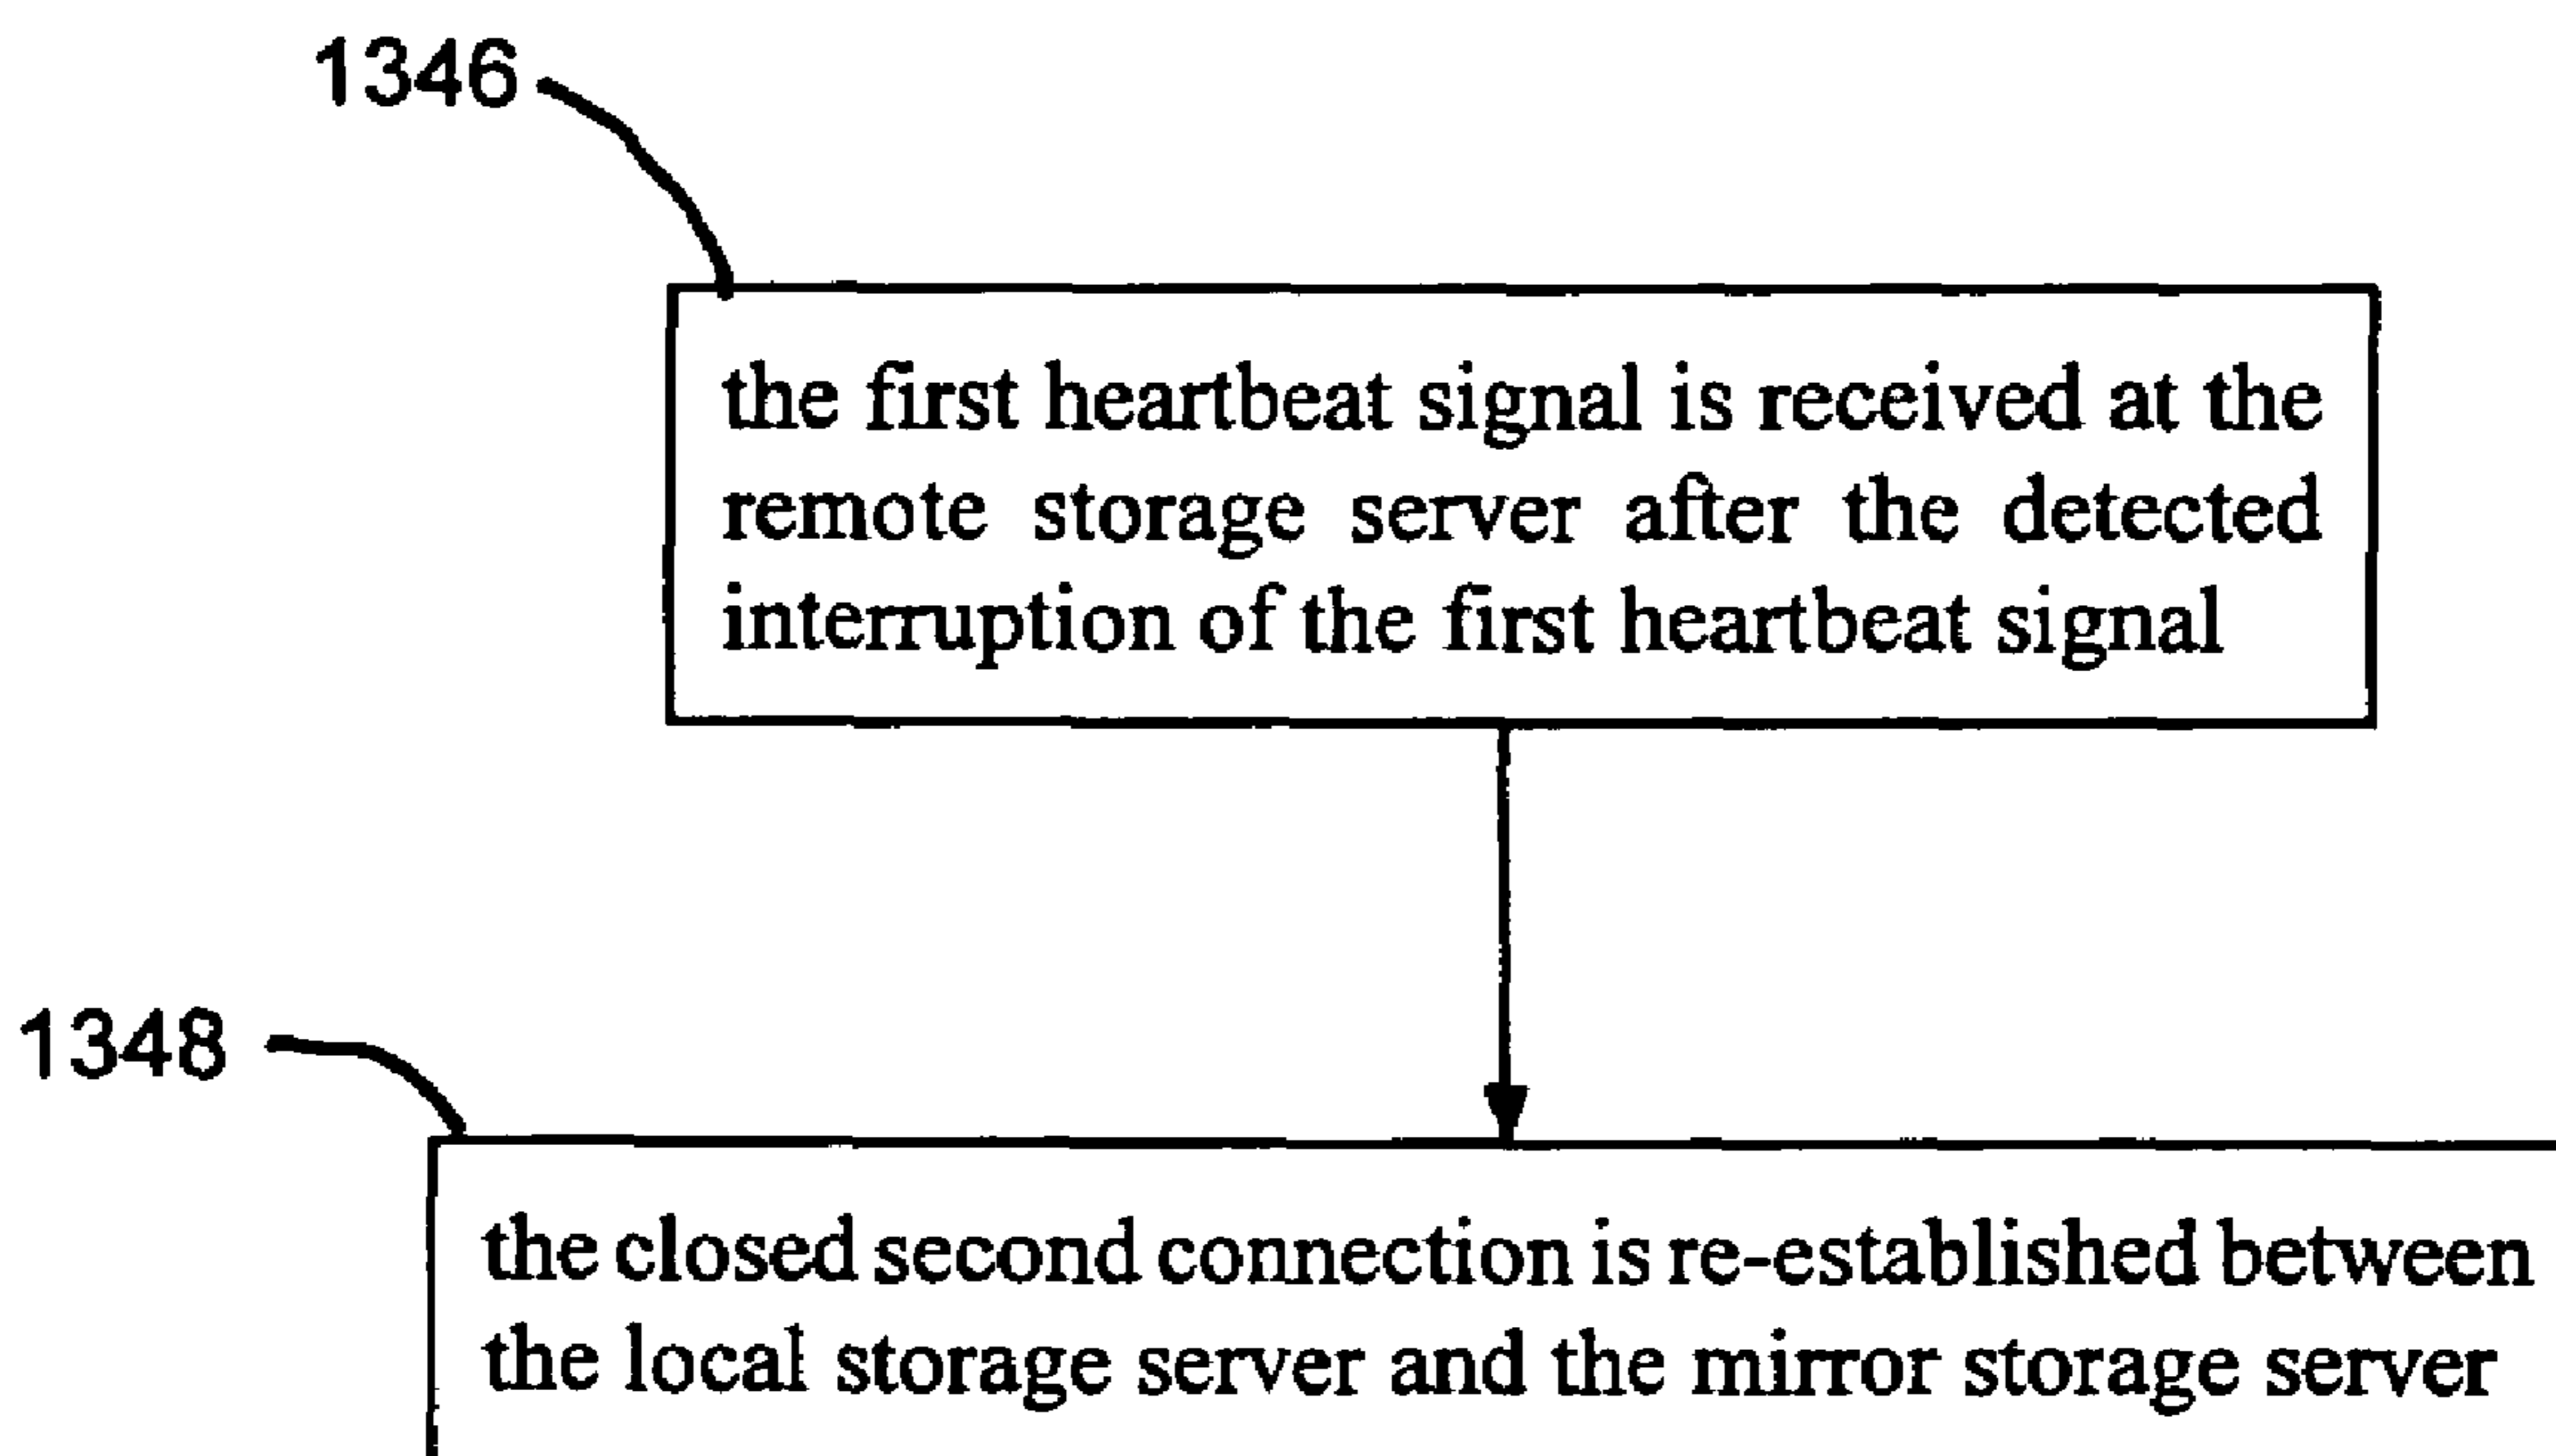 1346
the first heartbeat signal is received at the
remote storage server after the detected
interruption of the first heartbeat signal
1348
the closed second connection is re-established between
the local storage server and the mirror storage server